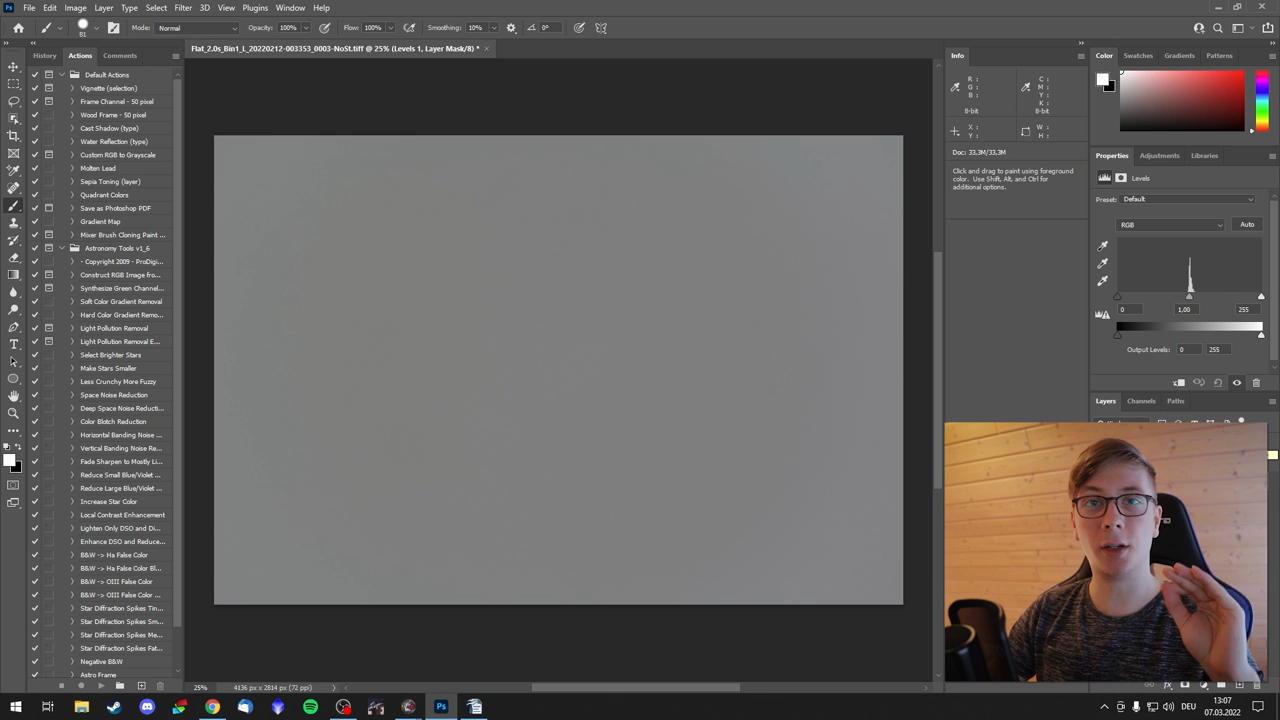 File Edit Image Layer Type Select Filter 3D View Plugins Window Help
81 Mode: Normal Opacity: 100% Flow: 100% Smoothing: 10% 0°
History Actions Comments
Flat_2.0s_Bin1_L_20220212-003353_0003-NoSt.tiff @ 25% (Levels 1, Layer Mask/8) *
Default Actions
Vignette (selection)
Frame Channel - 50 pixel
Wood Frame - 50 pixel
Cast Shadow (type)
Water Reflection (type)
Custom RGB to Grayscale
Molten Lead
Sepia Toning (layer)
Quadrant Colors
Save as Photoshop PDF
Gradient Map
Mixer Brush Cloning Paint ...
Astronomy Tools v1_6
- Copyright 2009 - ProDigi...
Construct RGB Image fro...
Synthesize Green Channel...
Soft Color Gradient Removal
Hard Color Gradient Remo...
Light Pollution Removal
Light Pollution Removal E...
Select Brighter Stars
Make Stars Smaller
Less Crunchy More Fuzzy
Space Noise Reduction
Deep Space Noise Reducti...
Color Blotch Reduction
Horizontal Banding Noise ...
Vertical Banding Noise Re...
Fade Sharpen to Mostly Li...
Reduce Small Blue/Violet ...
Reduce Large Blue/Violet ...
Increase Star Color
Local Contrast Enhancement
Lighten Only DSO and Di...
Enhance DSO and Reduce...
B&W -> Ha False Color
B&W -> Ha False Color Bl...
B&W -> OIII False Color
B&W -> OIII False Color ...
Star Diffraction Spikes Tin...
Star Diffraction Spikes Sm...
Star Diffraction Spikes Me...
Star Diffraction Spikes Fat...
Negative B&W
Astro Frame
25% 4136 px x 2814 px (72 ppi)
Info
R : C :
G : M :
B : Y :
K :
8-bit 8-bit
X : W :
Y : H :
Doc: 33,3M/33,3M
Click and drag to paint using foreground
color. Use Shift, Alt, and Ctrl for
additional options.
Color Swatches Gradients Patterns
Properties Adjustments Libraries
Levels
Preset: Default
RGB Auto
0 1,00 255
Output Levels: 0 255
Layers Channels Paths
Ps
DEU
13:07
07.03.2022